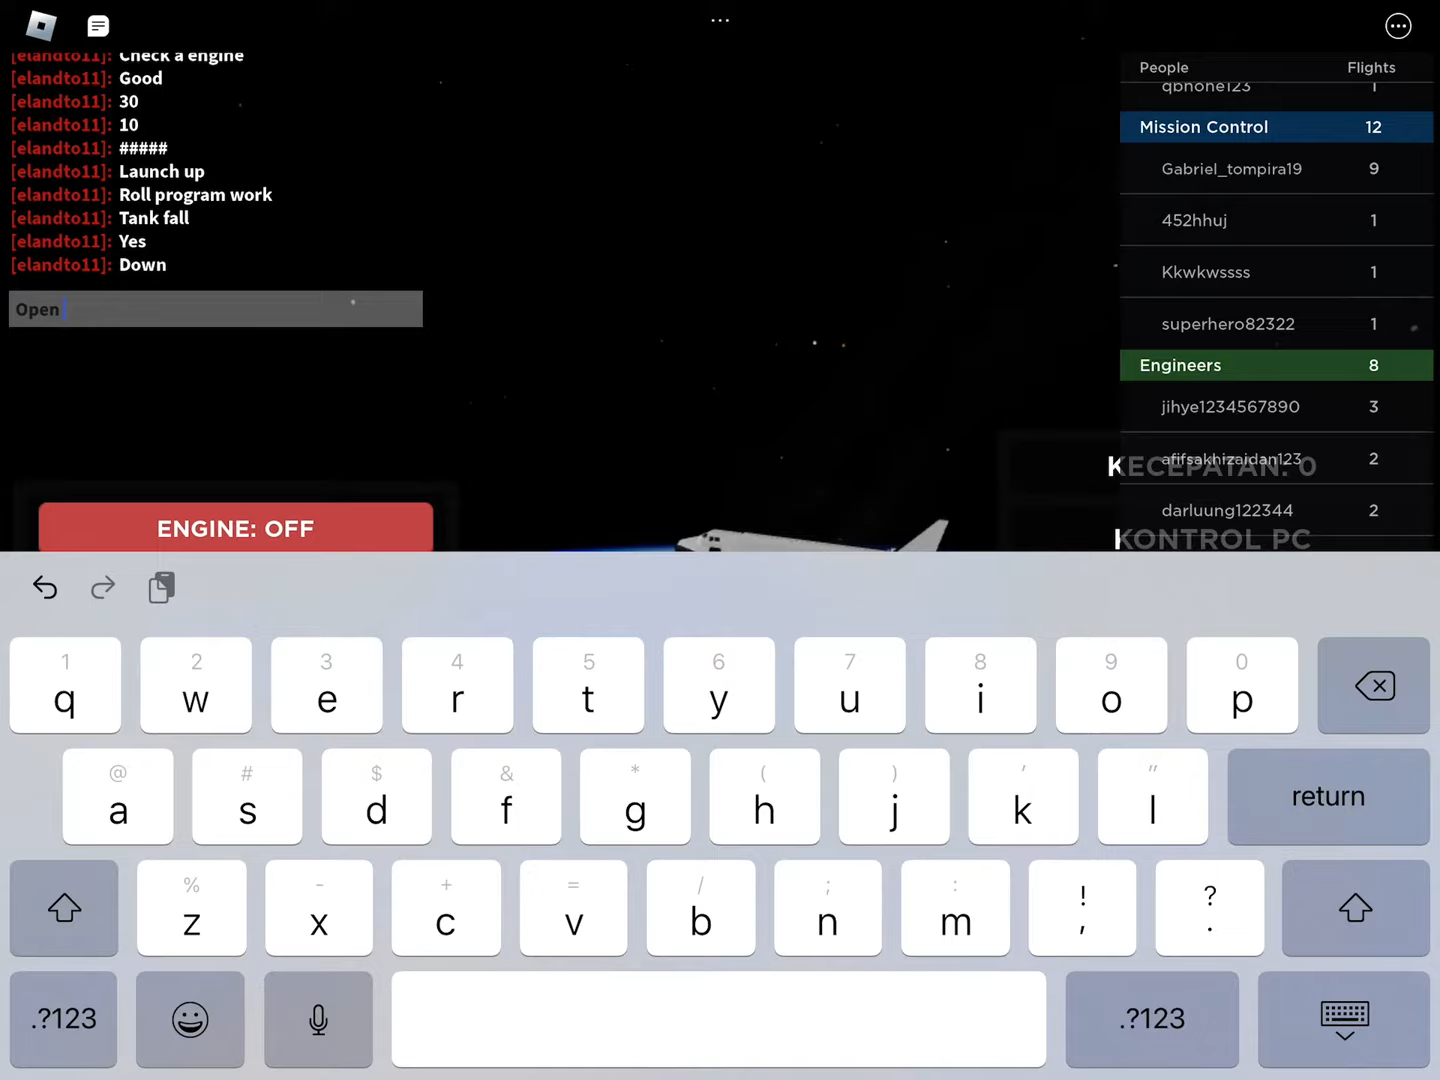 [elandto11]: Check a engine
[elandto11]: Good
[elandto11]: 30
[elandto11]: 10
[elandto11]: #####
[elandto11]: Launch up
[elandto11]: Roll program work
[elandto11]: Tank fall
[elandto11]: Yes
[elandto11]: Down
Open
ENGINE: OFF
People Flights
qbhone123 1
Mission Control 12
Gabriel_tompira19 9
452hhuj 1
Kkwkwssss 1
superhero82322 1
Engineers 8
jihye1234567890 3
afifsakhizaidan123 2
KECEPATAN: 0
darluung122344 2
KONTROL PC
1 2 3 4 5 6 7 8 9 0
q w e r t y u i o p
@ # $ & * ( ) ' "
a s d f g h j k l return
% - + = / ; : ! ?
z x c v b n m , .
.?123 .?123